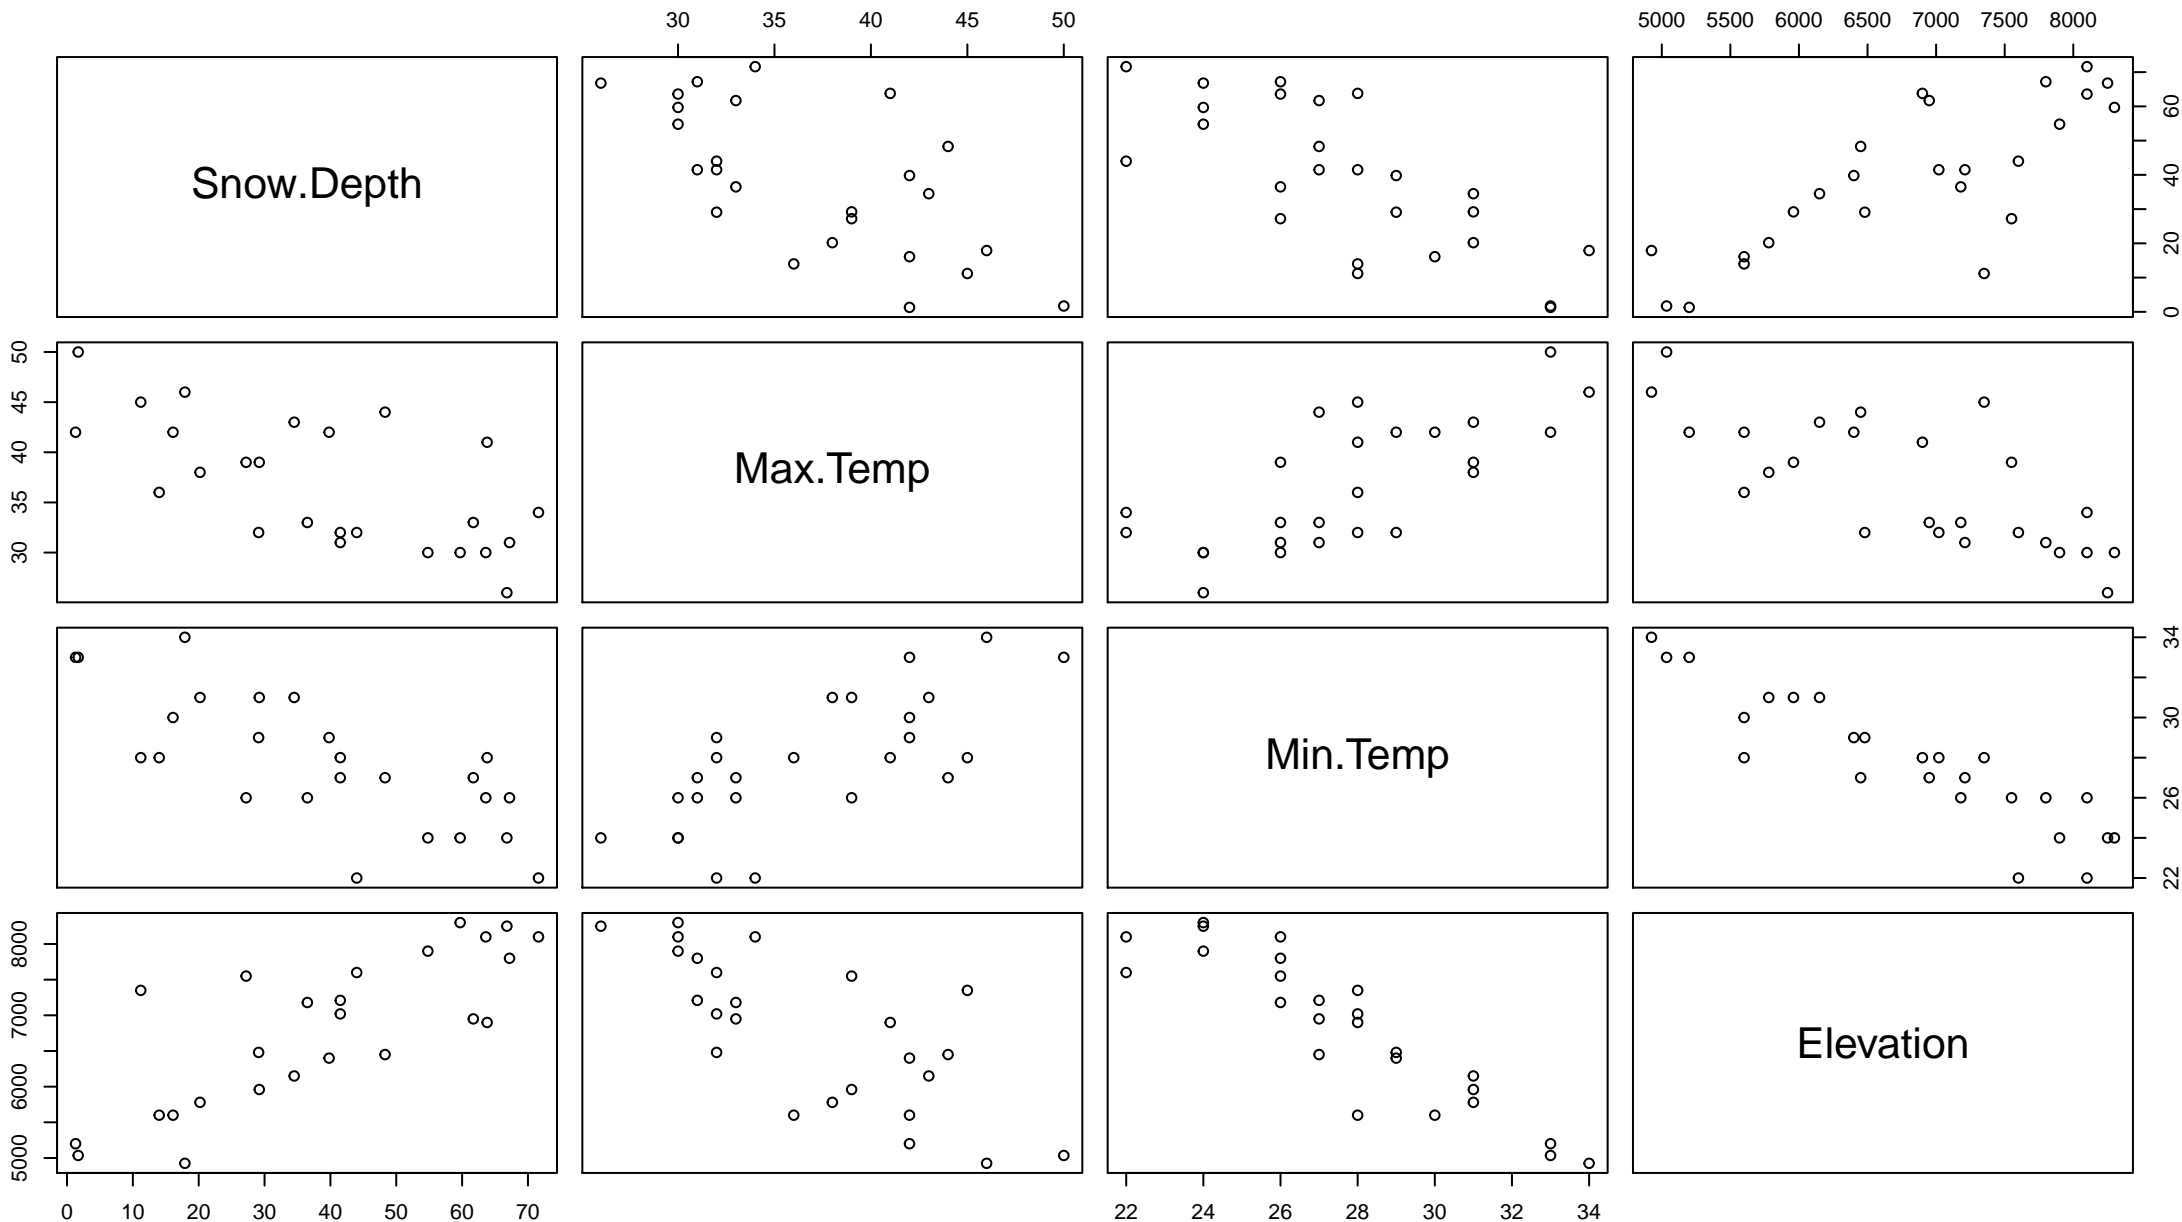 30 35 40 45 50
5000 5500 6000 6500 7000 7500 8000
Snow.Depth
0 20 40 60
30 35 40 45 50
Max.Temp
Min.Temp
22 26 30 34
5000 6000 7000 8000
Elevation
0 10 20 30 40 50 60 70
22 24 26 28 30 32 34